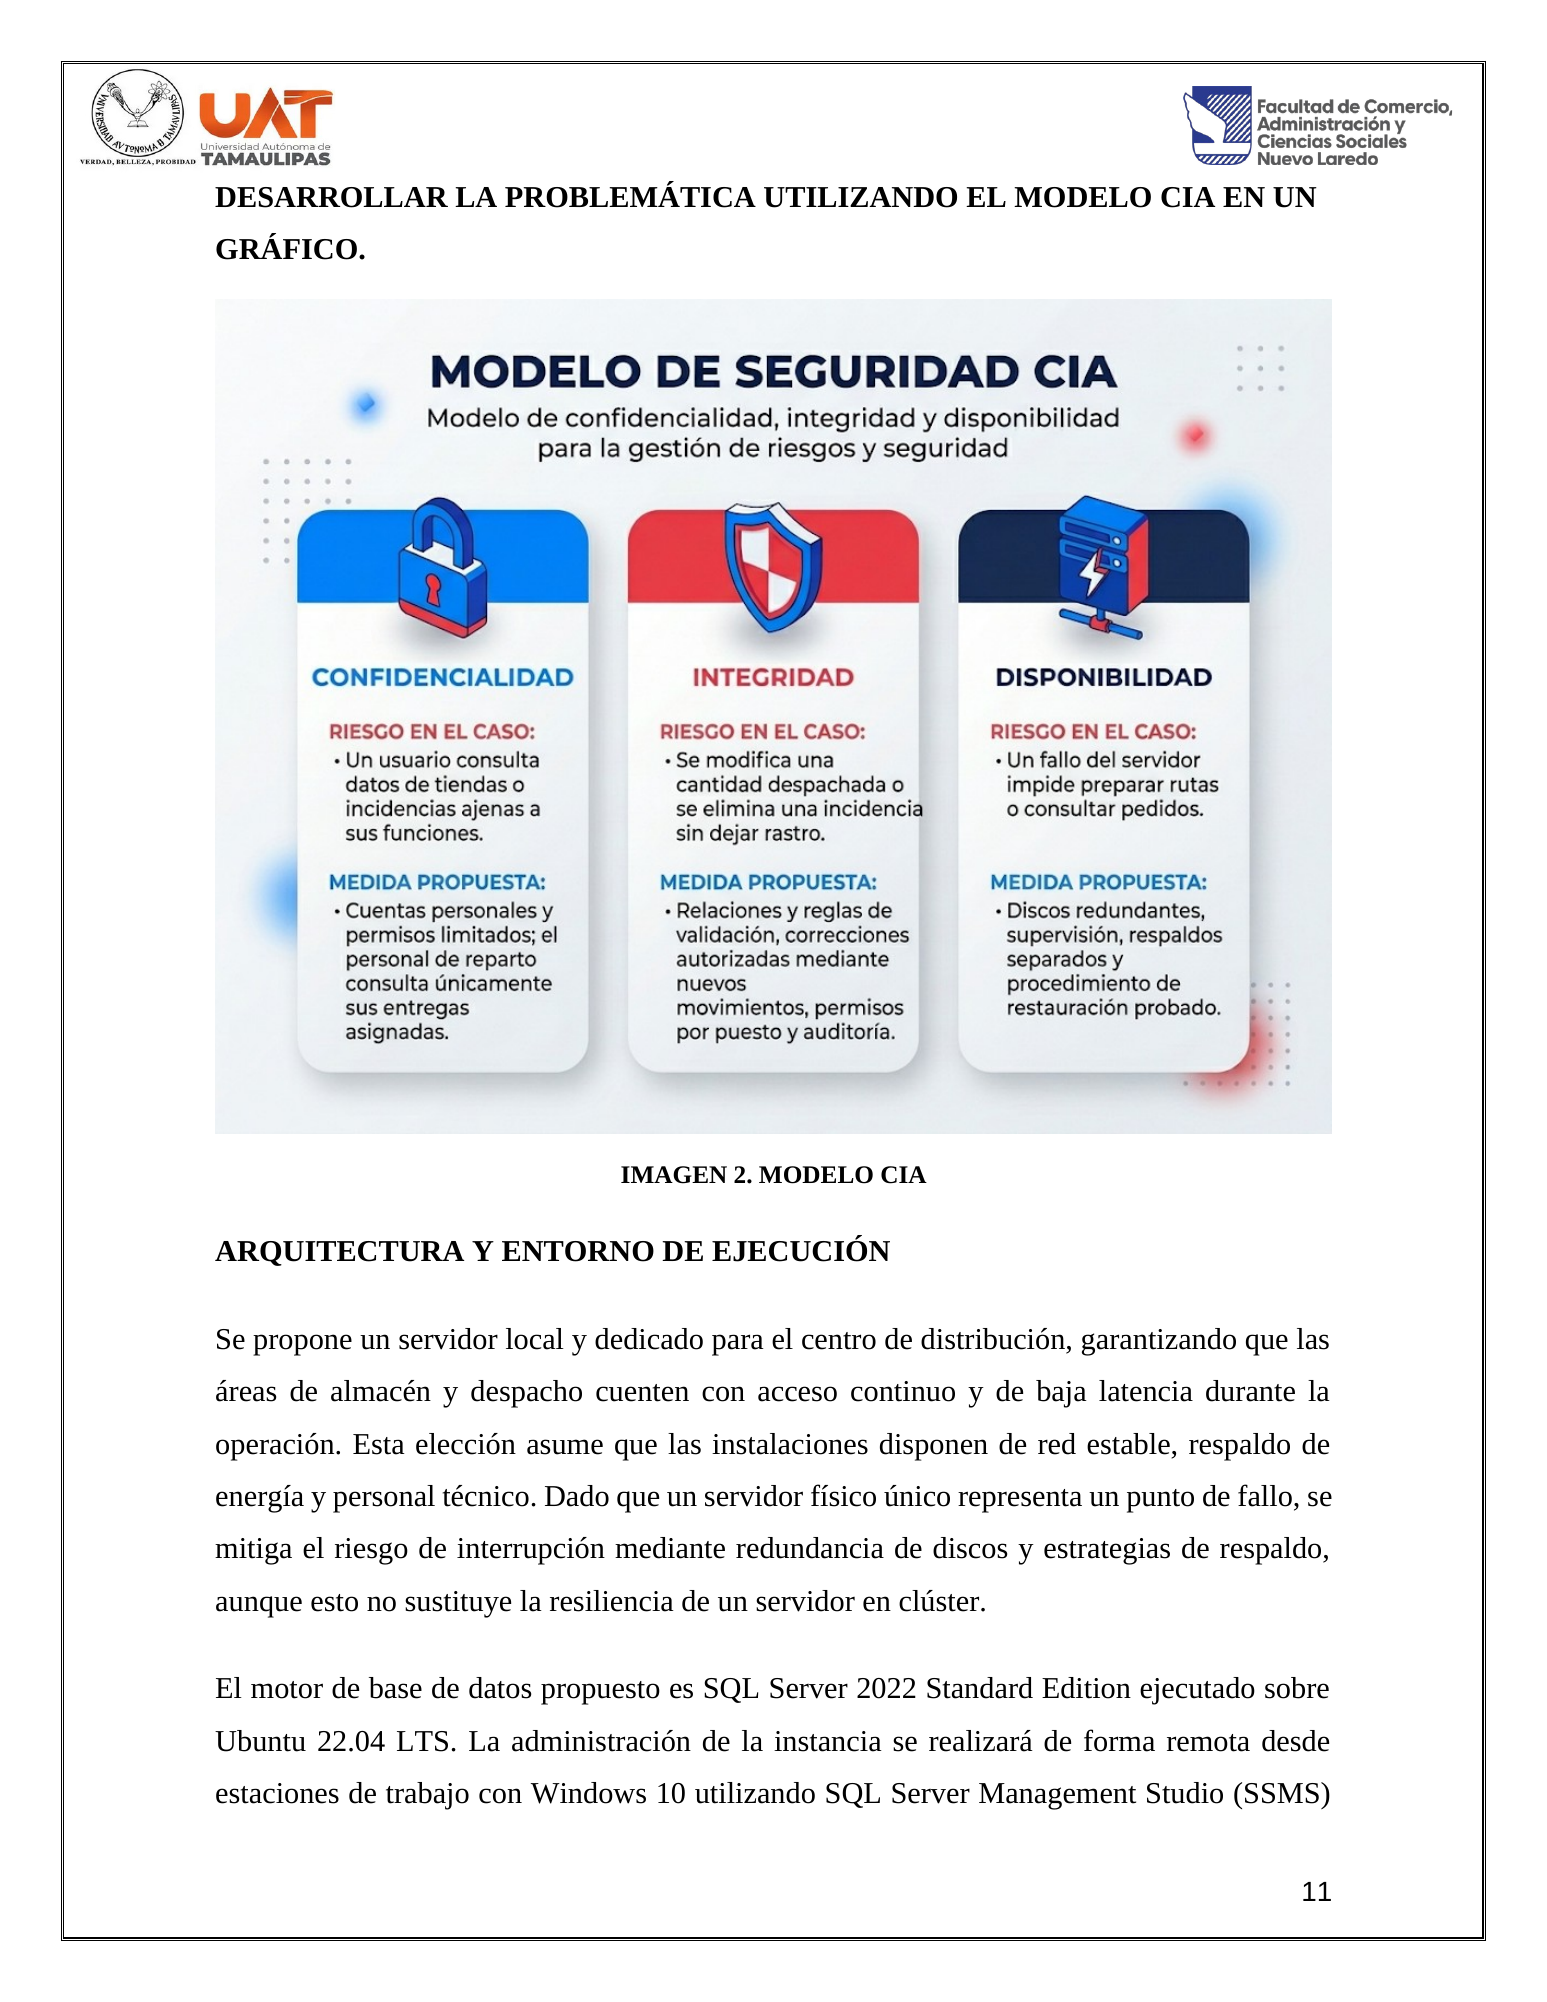 UNIVERSIDAD AUTONOMA DE TAMAULIPAS
VERDAD, BELLEZA, PROBIDAD
UAT
Universidad Autónoma de
TAMAULIPAS
Facultad de Comercio,
Administración y
Ciencias Sociales
Nuevo Laredo
DESARROLLAR LA PROBLEMÁTICA UTILIZANDO EL MODELO CIA EN UN
GRÁFICO.
MODELO DE SEGURIDAD CIA
Modelo de confidencialidad, integridad y disponibilidad
para la gestión de riesgos y seguridad
CONFIDENCIALIDAD
RIESGO EN EL CASO:
• Un usuario consulta
datos de tiendas o
incidencias ajenas a
sus funciones.
MEDIDA PROPUESTA:
• Cuentas personales y
permisos limitados; el
personal de reparto
consulta únicamente
sus entregas
asignadas.
INTEGRIDAD
RIESGO EN EL CASO:
• Se modifica una
cantidad despachada o
se elimina una incidencia
sin dejar rastro.
MEDIDA PROPUESTA:
• Relaciones y reglas de
validación, correcciones
autorizadas mediante
nuevos
movimientos, permisos
por puesto y auditoría.
DISPONIBILIDAD
RIESGO EN EL CASO:
• Un fallo del servidor
impide preparar rutas
o consultar pedidos.
MEDIDA PROPUESTA:
• Discos redundantes,
supervisión, respaldos
separados y
procedimiento de
restauración probado.
IMAGEN 2. MODELO CIA
ARQUITECTURA Y ENTORNO DE EJECUCIÓN
Se propone un servidor local y dedicado para el centro de distribución, garantizando que las
áreas de almacén y despacho cuenten con acceso continuo y de baja latencia durante la
operación. Esta elección asume que las instalaciones disponen de red estable, respaldo de
energía y personal técnico. Dado que un servidor físico único representa un punto de fallo, se
mitiga el riesgo de interrupción mediante redundancia de discos y estrategias de respaldo,
aunque esto no sustituye la resiliencia de un servidor en clúster.
El motor de base de datos propuesto es SQL Server 2022 Standard Edition ejecutado sobre
Ubuntu 22.04 LTS. La administración de la instancia se realizará de forma remota desde
estaciones de trabajo con Windows 10 utilizando SQL Server Management Studio (SSMS)
11